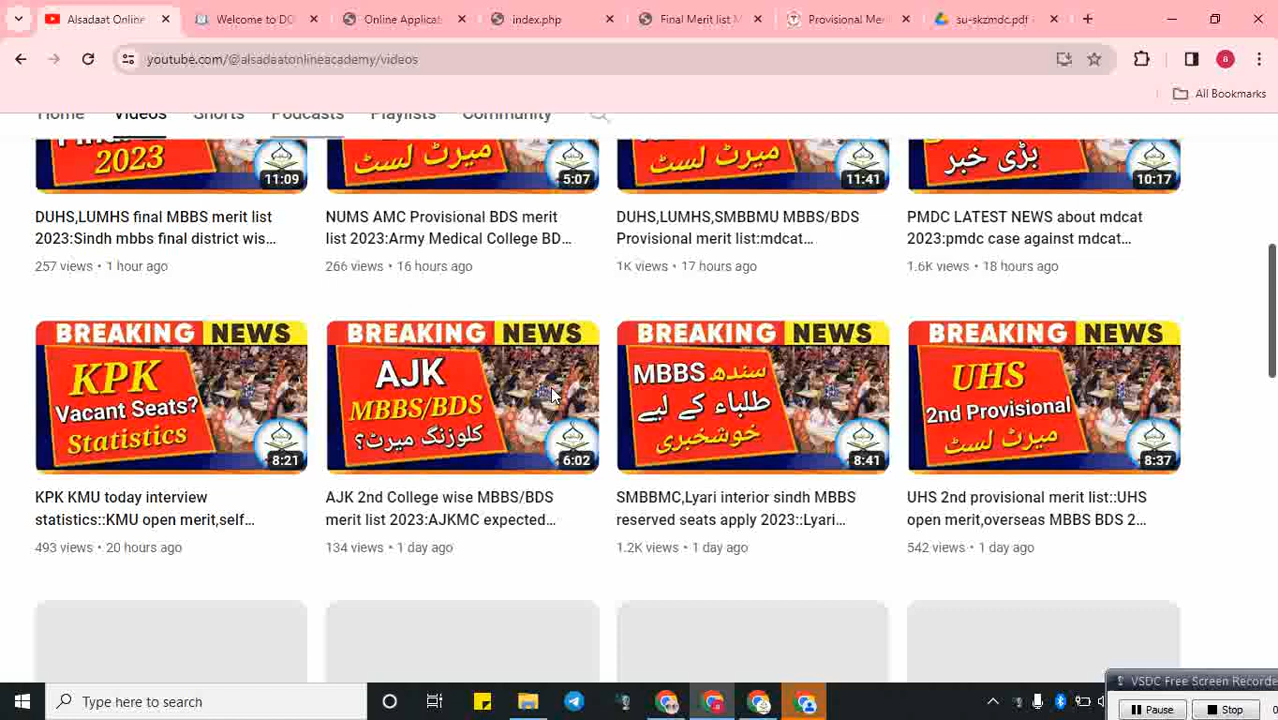 Alsadaat Online
Welcome to DO
Online Applicat
index.php
Final Merit list M
Provisional Me
su-skzmdc.pdf
youtube.com/@alsadaatonlineacademy/videos
a
All Bookmarks
Home
Videos
Shorts
Podcasts
Playlists
Community
2023
11:09
میرٹ لسٹ
5:07
میرٹ لسٹ
11:41
بڑی خبر
10:17
DUHS,LUMHS final MBBS merit list
2023:Sindh mbbs final district wis...
257 views • 1 hour ago
NUMS AMC Provisional BDS merit
list 2023:Army Medical College BD...
266 views • 16 hours ago
DUHS,LUMHS,SMBBMU MBBS/BDS
Provisional merit list:mdcat...
1K views • 17 hours ago
PMDC LATEST NEWS about mdcat
2023:pmdc case against mdcat...
1.6K views • 18 hours ago
BREAKING NEWS
KPK
Vacant Seats?
Statistics
8:21
BREAKING NEWS
AJK
MBBS/BDS
کلوزنگ میرٹ؟
6:02
BREAKING NEWS
سندھ MBBS
طلباء کے لیے
خوشخبری
8:41
BREAKING NEWS
UHS
2nd Provisional
میرٹ لسٹ
8:37
KPK KMU today interview
statistics::KMU open merit,self...
493 views • 20 hours ago
AJK 2nd College wise MBBS/BDS
merit list 2023:AJKMC expected...
134 views • 1 day ago
SMBBMC,Lyari interior sindh MBBS
reserved seats apply 2023::Lyari...
1.2K views • 1 day ago
UHS 2nd provisional merit list::UHS
open merit,overseas MBBS BDS 2...
542 views • 1 day ago
Type here to search
VSDC Free Screen Recorde
Pause
Stop